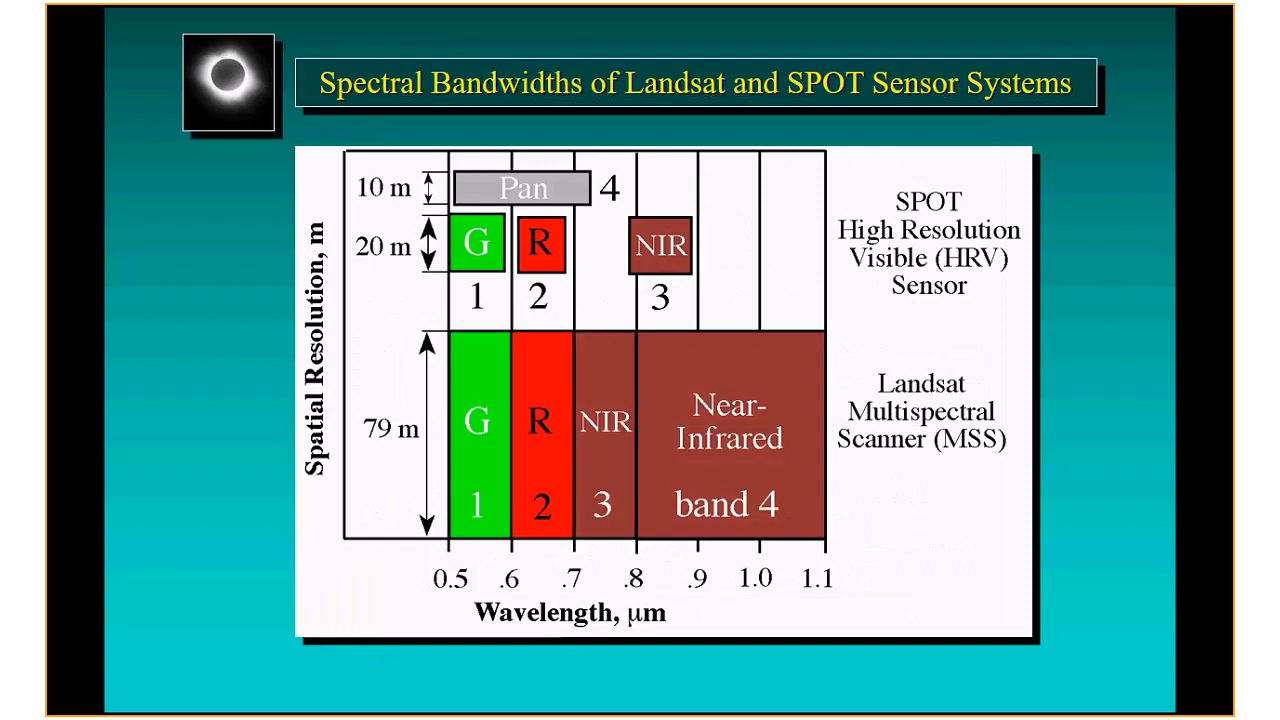 Spectral Bandwidths of Landsat and SPOT Sensor Systems
10 m
Pan
4
20 m
G
R
NIR
1
2
3
SPOT
High Resolution
Visible (HRV)
Sensor
Spatial Resolution, m
79 m
G
R
NIR
Near-
Infrared
1
2
3
band 4
Landsat
Multispectral
Scanner (MSS)
0.5 .6 .7 .8 .9 1.0 1.1
Wavelength, μm